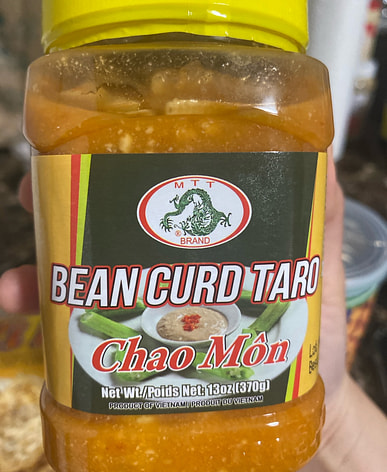 MTT
®
BRAND
BEAN CURD TARO
Chao Môn
Net Wt./Poids Net: 13oz (370g)
PRODUCT OF VIETNAM/ PRODUIT DU VIETNAM